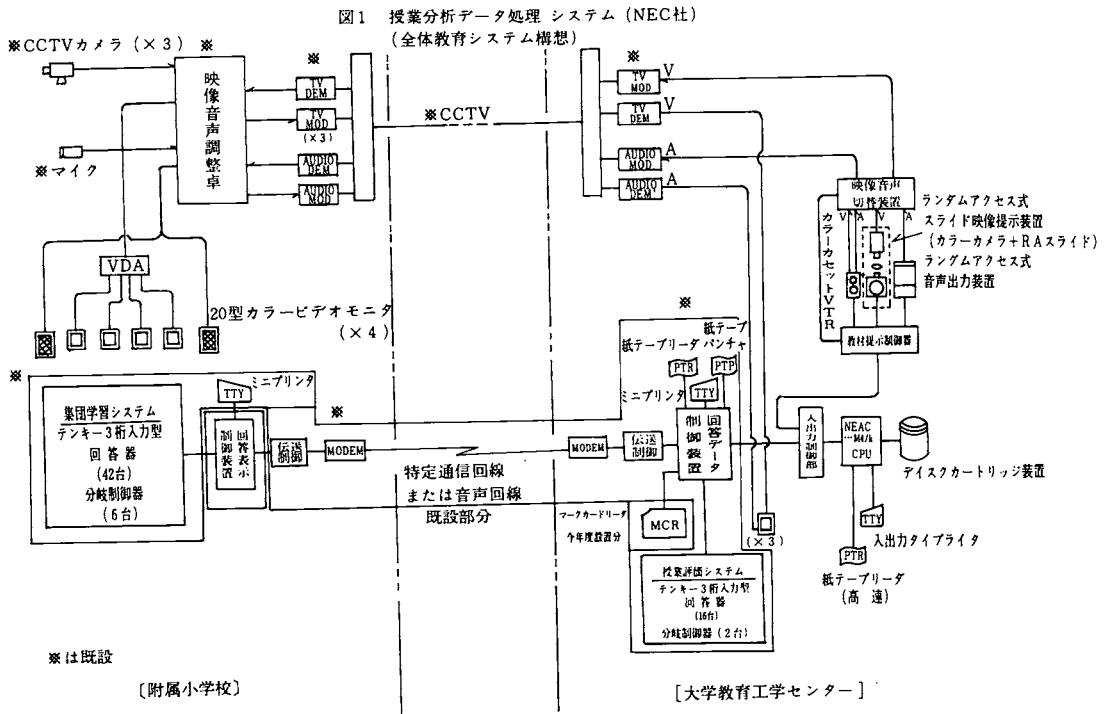 図1 授業分析データ処理 システム (NEC社)
(全体教育システム構想)
※CCTVカメラ (×3)
※
映像音声調整卓
※マイク
※
TV DEM
TV MOD
(×3)
AUDIO DEM
AUDIO MOD
※CCTV
※
TV MOD
V
TV DEM
V
AUDIO MOD
A
AUDIO DEM
A
映像音声
切替装置
V
A
V
A
カラーカセットVTR
ランダムアクセス式
スライド映像提示装置
(カラーカメラ+RAスライド)
ランダムアクセス式
音声出力装置
教材提示制御器
VDA
20型カラービデオモニタ
(×4)
※
集団学習システム
テンキー3桁入力型
回答器
(42台)
分岐制御器
(6台)
TTY
ミニプリンタ
回答表示
制御装置
伝送
制御
MODEM
※
特定通信回線
または音声回線
既設部分
※
紙テープリーダ
紙テープ
パンチャ
PTR
PTP
ミニプリンタ
TTY
MODEM
伝送
制御
回答データ
制御装置
マークカードリーダ
今年度設置分
MCR
(×3)
授業評価システム
テンキー3桁入力型
回答器
(16台)
分岐制御器(2台)
入出力制御部
NEAC
CPU
ディスクカートリッジ装置
TTY
入出力タイプライタ
PTR
紙テープリーダ
(高速)
※は既設
[附属小学校]
[大学教育工学センター]